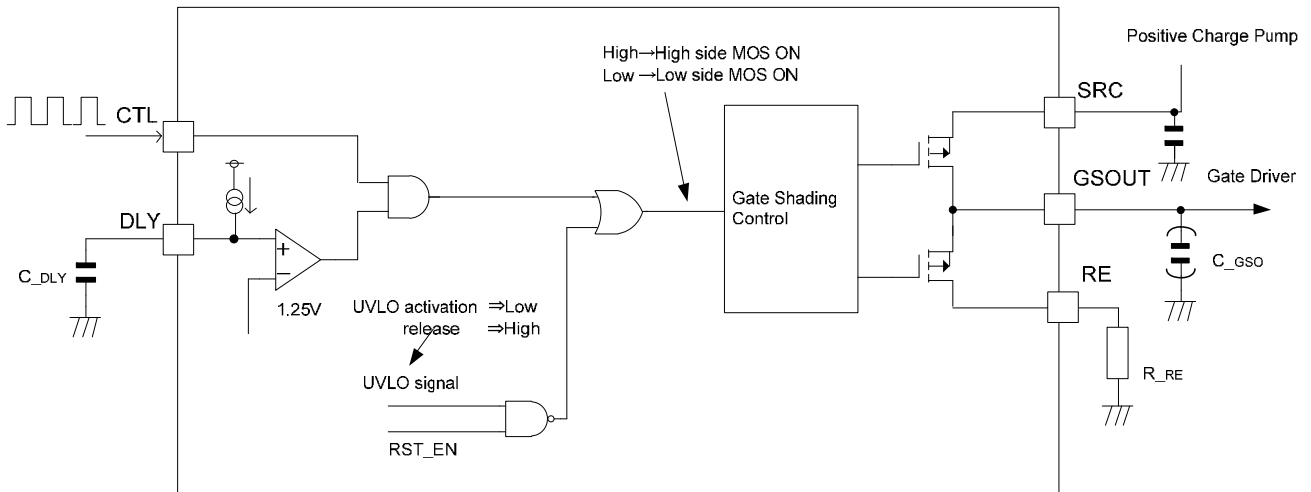 Positive Charge Pump
High→High side MOS ON
Low →Low side MOS ON
SRC
CTL
GSOUT
Gate Driver
Gate Shading
Control
DLY
+
−
C_DLY
C_GSO
RE
1.25V
UVLO activation ⇒Low
release ⇒High
R_RE
UVLO signal
RST_EN